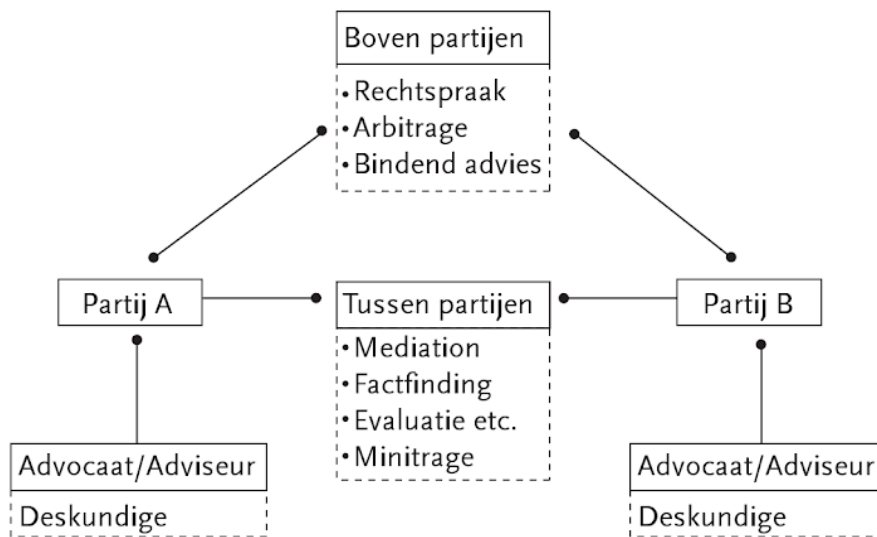 Boven partijen
• Rechtspraak
• Arbitrage
• Bindend advies
Partij A
Tussen partijen
Partij B
• Mediation
• Factfinding
• Evaluatie etc.
• Minitrage
Advocaat/Adviseur
Deskundige
Advocaat/Adviseur
Deskundige